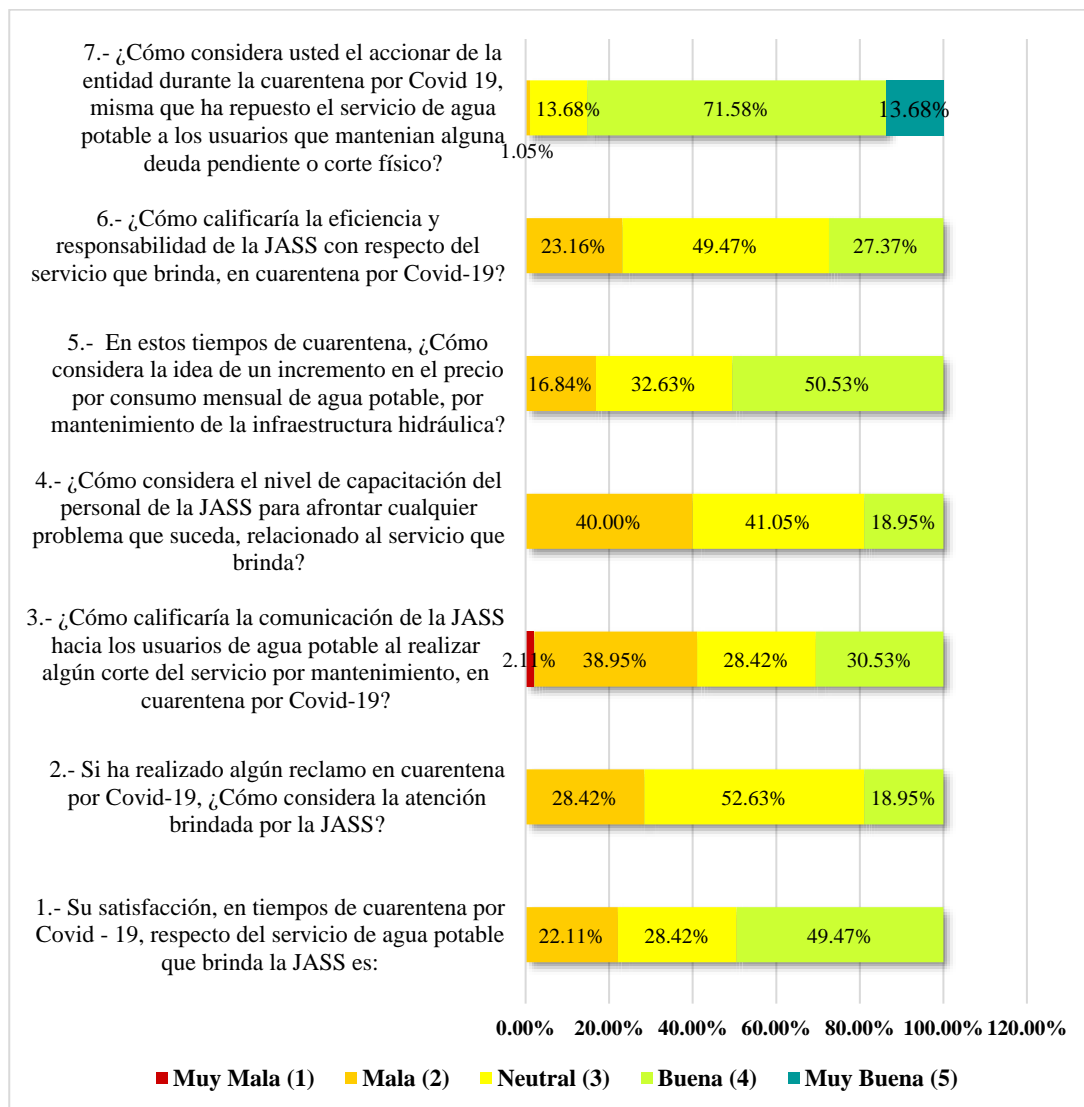 7.- ¿Cómo considera usted el accionar de la
entidad durante la cuarentena por Covid 19,
misma que ha repuesto el servicio de agua
potable a los usuarios que mantenian alguna
deuda pendiente o corte físico?
1.05%
13.68%
71.58%
13.68%
6.- ¿Cómo calificaría la eficiencia y
responsabilidad de la JASS con respecto del
servicio que brinda, en cuarentena por Covid-19?
23.16%
49.47%
27.37%
5.- En estos tiempos de cuarentena, ¿Cómo
considera la idea de un incremento en el precio
por consumo mensual de agua potable, por
mantenimiento de la infraestructura hidráulica?
16.84%
32.63%
50.53%
4.- ¿Cómo considera el nivel de capacitación del
personal de la JASS para afrontar cualquier
problema que suceda, relacionado al servicio que
brinda?
40.00%
41.05%
18.95%
3.- ¿Cómo calificaría la comunicación de la JASS
hacia los usuarios de agua potable al realizar
algún corte del servicio por mantenimiento, en
cuarentena por Covid-19?
2.11%
38.95%
28.42%
30.53%
2.- Si ha realizado algún reclamo en cuarentena
por Covid-19, ¿Cómo considera la atención
brindada por la JASS?
28.42%
52.63%
18.95%
1.- Su satisfacción, en tiempos de cuarentena por
Covid - 19, respecto del servicio de agua potable
que brinda la JASS es:
22.11%
28.42%
49.47%
0.00% 20.00% 40.00% 60.00% 80.00% 100.00% 120.00%
Muy Mala (1) Mala (2) Neutral (3) Buena (4) Muy Buena (5)